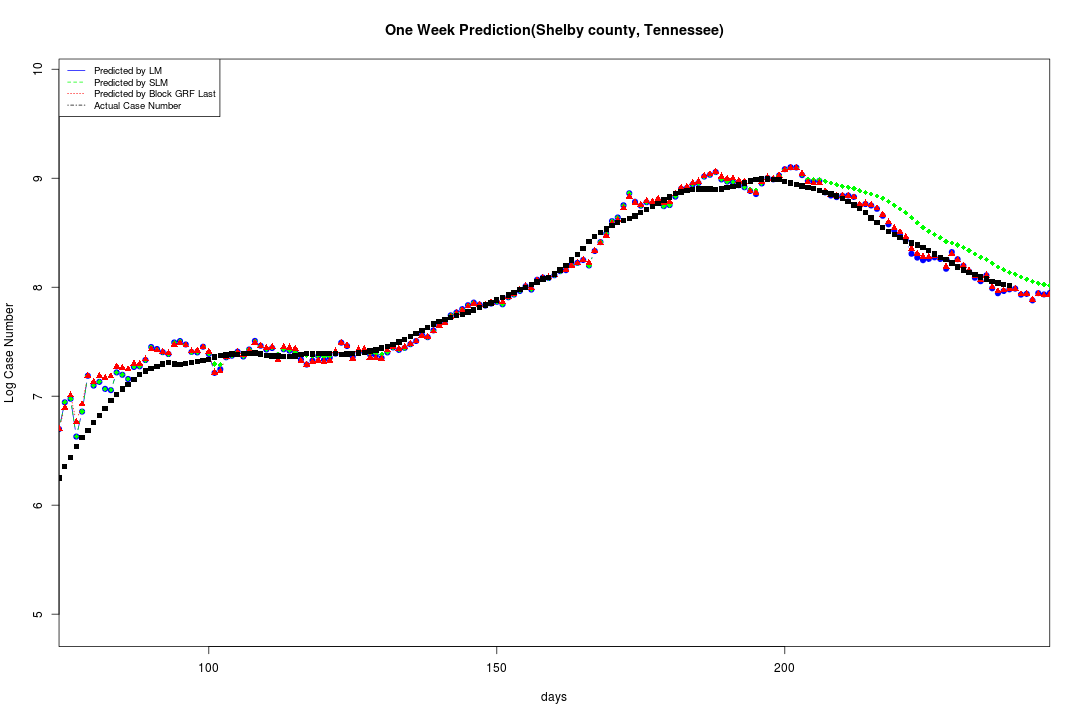 One Week Prediction(Shelby county, Tennessee)
Predicted by LM
Predicted by SLM
Predicted by Block GRF Last
Actual Case Number
10
9
8
7
6
5
Log Case Number
100
150
200
days